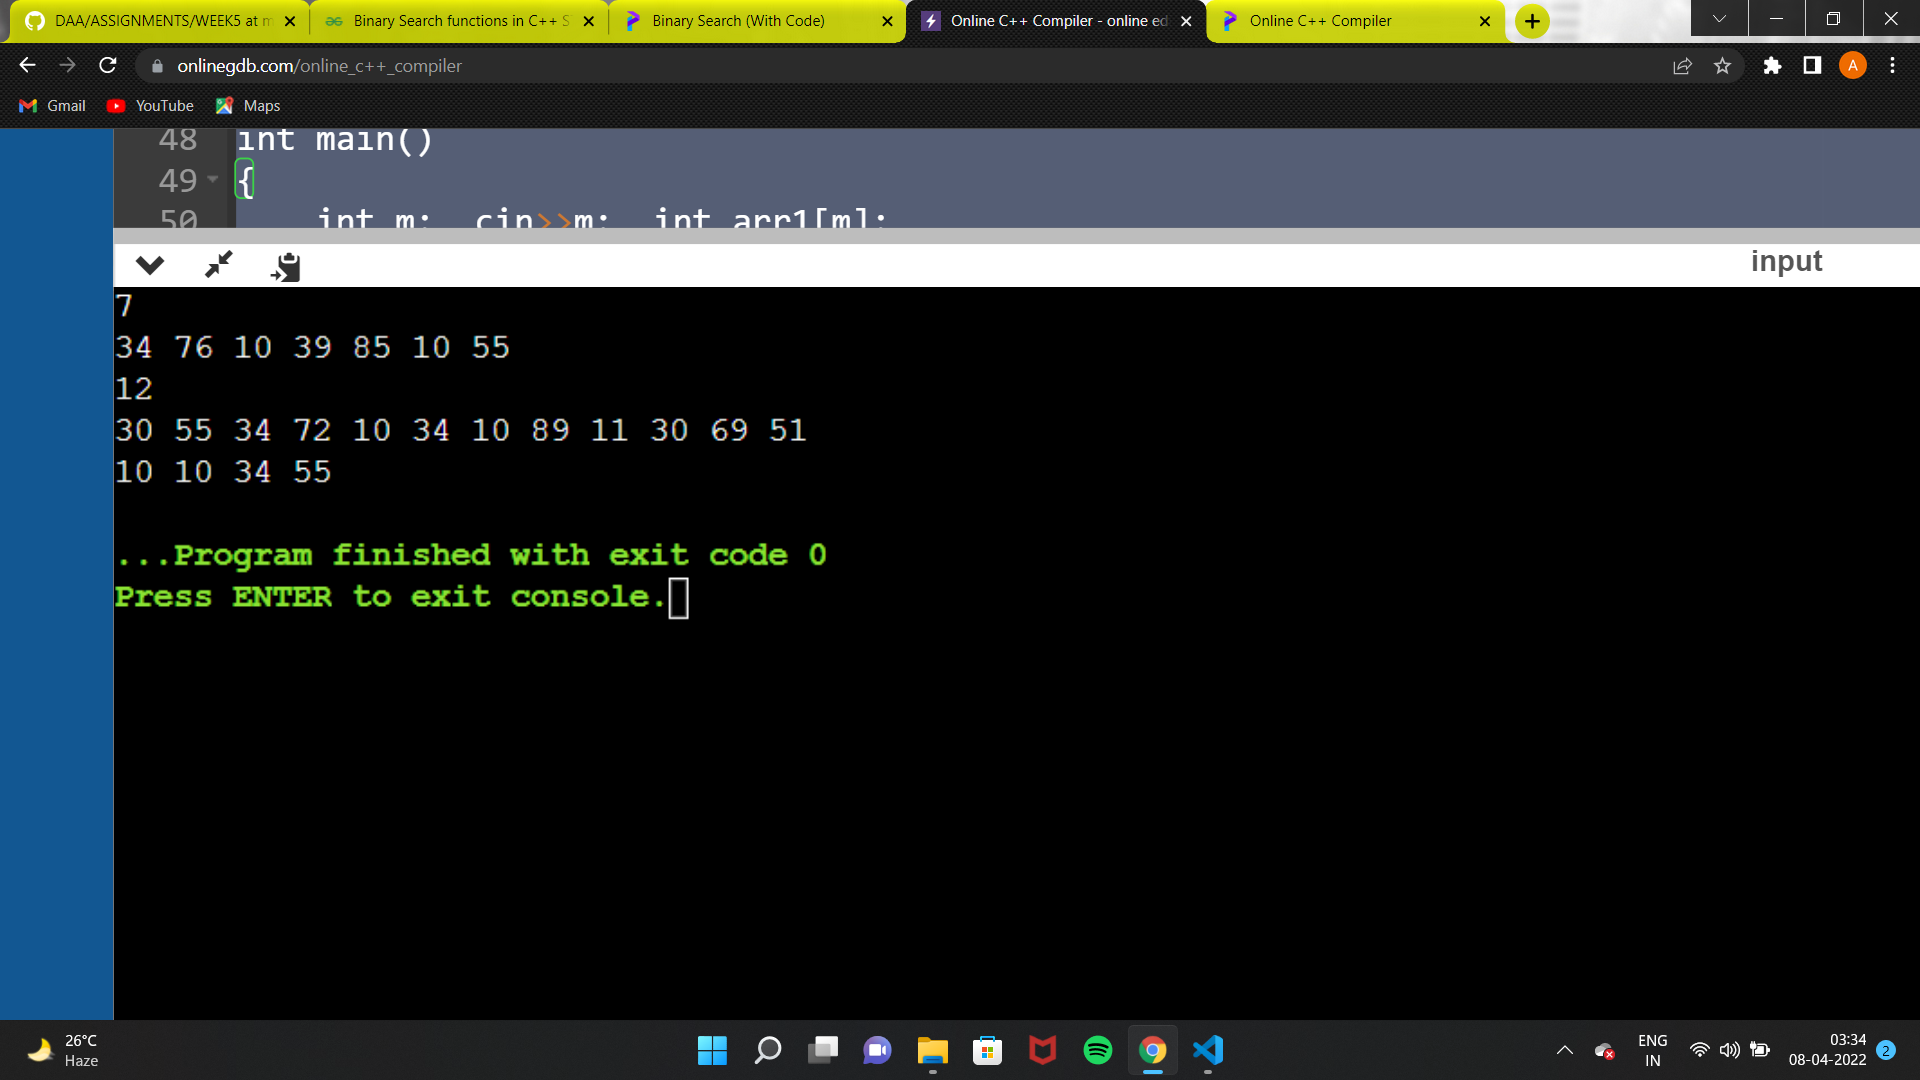 DAA/ASSIGNMENTS/WEEK5 at m
Binary Search functions in C++ S
Binary Search (With Code)
Online C++ Compiler - online ed
Online C++ Compiler
onlinegdb.com/online_c++_compiler
A
Gmail
YouTube
Maps
48 int main()
49 {
50 int m; cin>>m; int arr1[m];
input
7
34 76 10 39 85 10 55
12
30 55 34 72 10 34 10 89 11 30 69 51
10 10 34 55
...Program finished with exit code 0
Press ENTER to exit console.
26°C
Haze
ENG
IN
03:34
08-04-2022
2